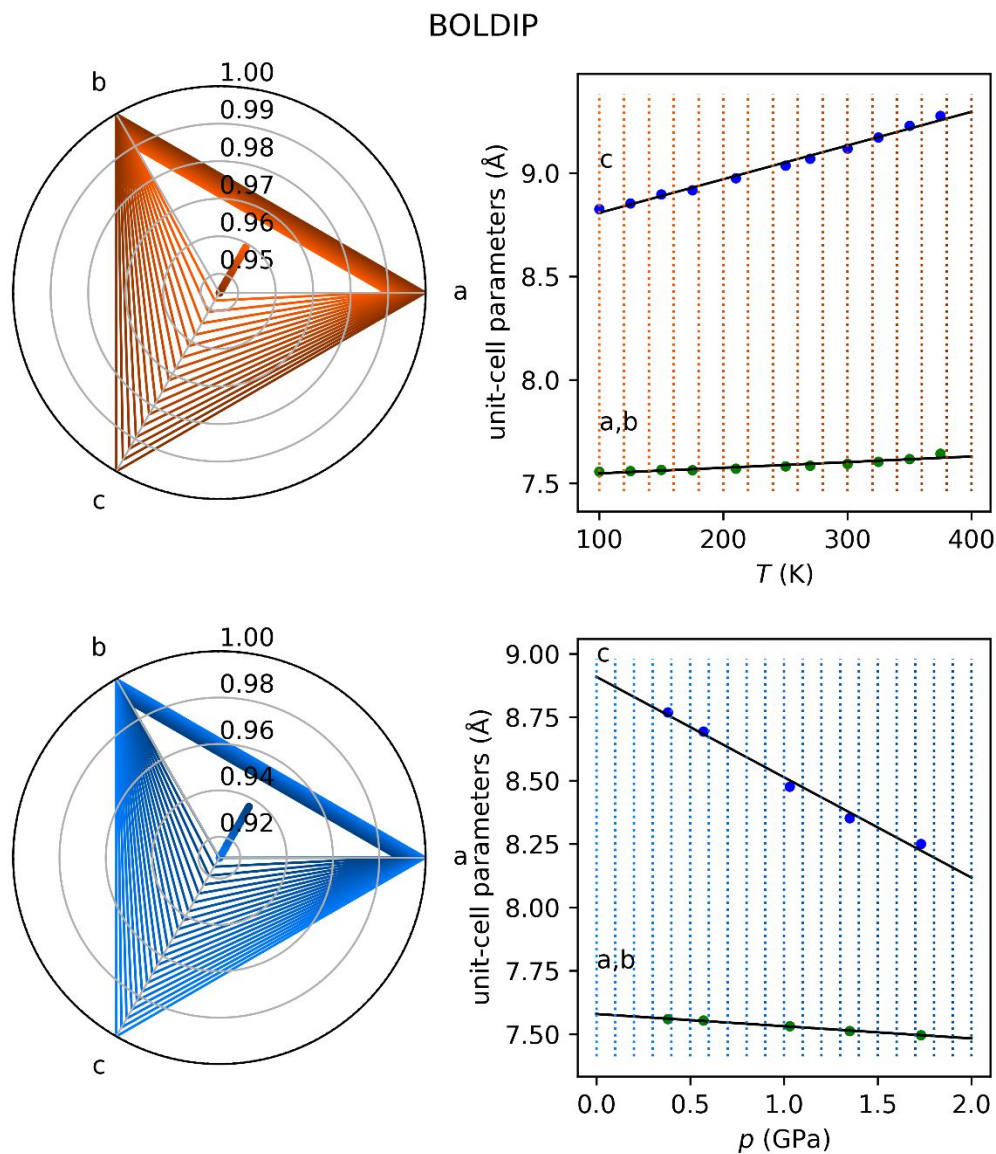 BOLDIP
b
1.00
0.99
0.98
0.97
0.96
0.95
a
c
unit-cell parameters (Å)
9.0
8.5
8.0
7.5
c
a,b
100
200
300
400
T (K)
b
1.00
0.98
0.96
0.94
0.92
a
c
unit-cell parameters (Å)
9.00
8.75
8.50
8.25
8.00
7.75
7.50
c
a,b
0.0
0.5
1.0
1.5
2.0
p (GPa)